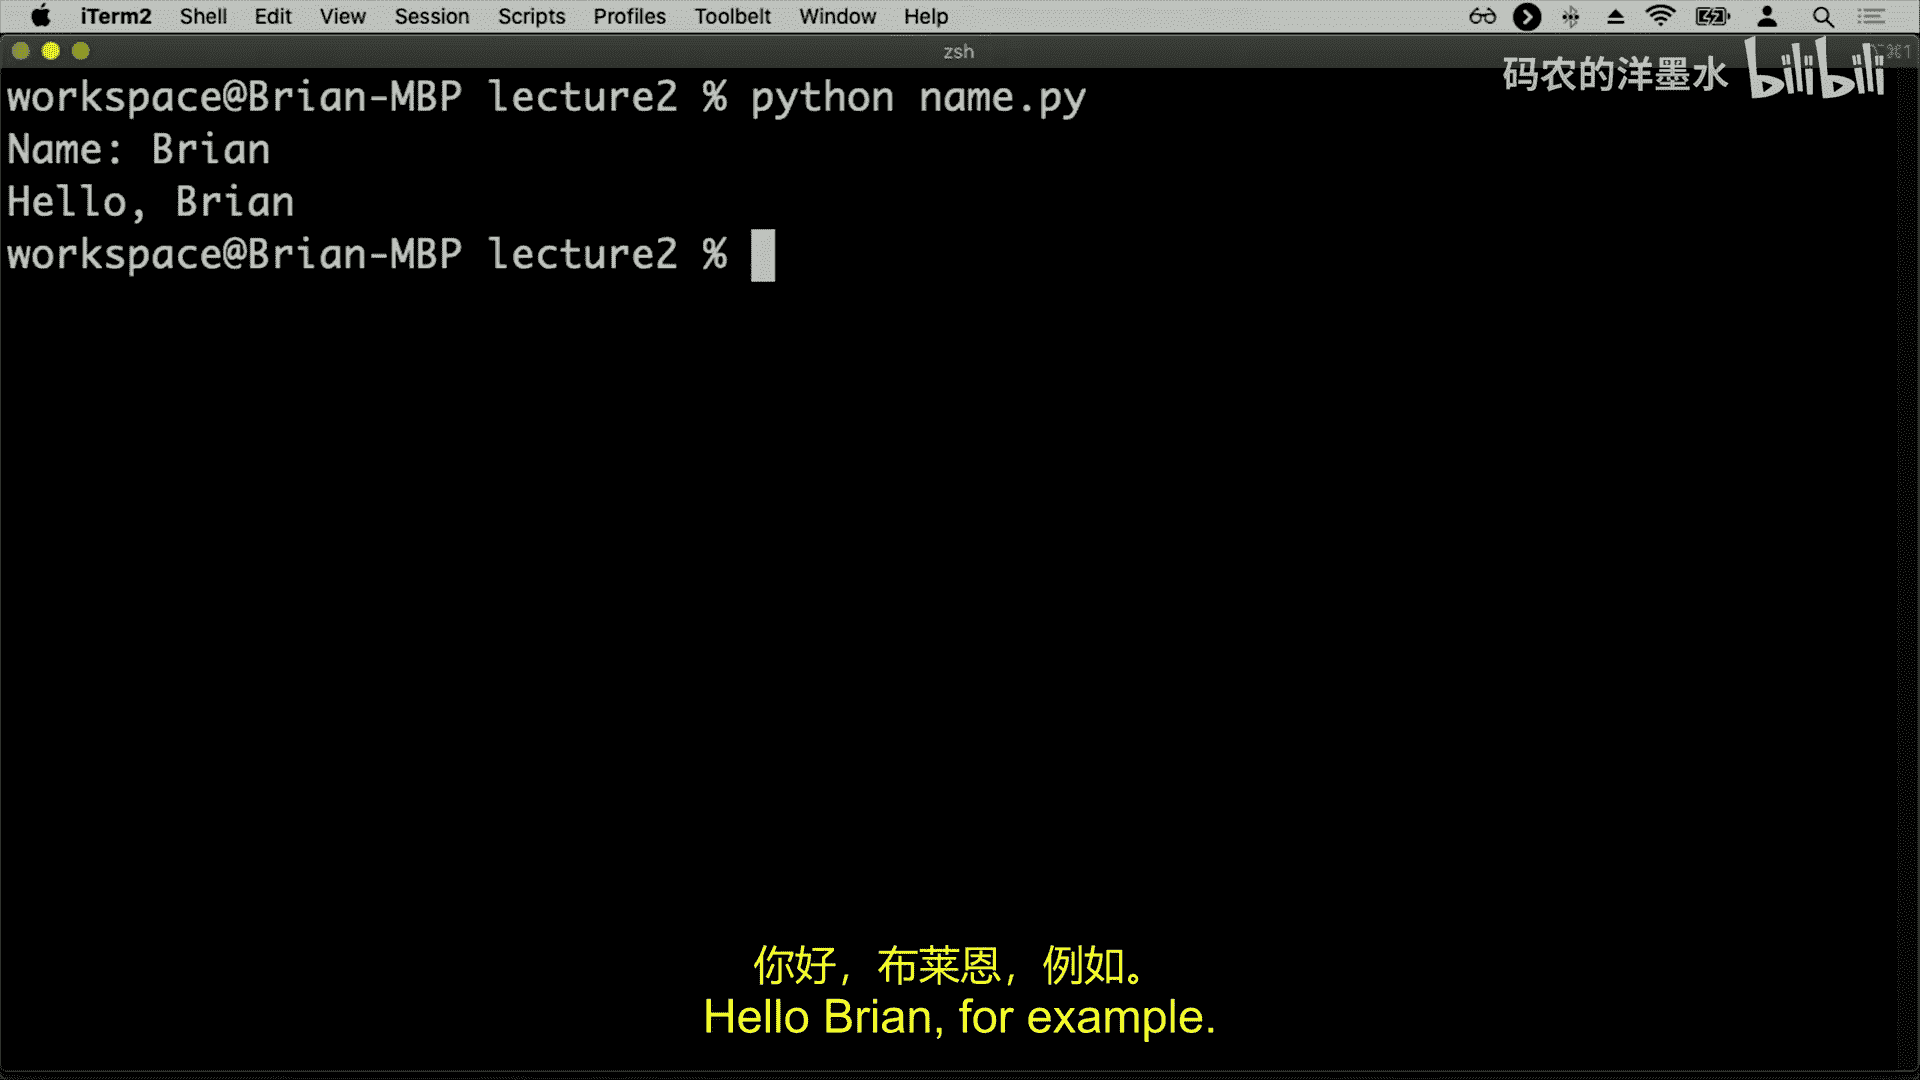 iTerm2 Shell Edit View Session Scripts Profiles Toolbelt Window Help
zsh
⌘1
码农的洋墨水 bilibili
workspace@Brian-MBP lecture2 % python name.py
Name: Brian
Hello, Brian
workspace@Brian-MBP lecture2 %
你好，布莱恩，例如。
Hello Brian, for example.